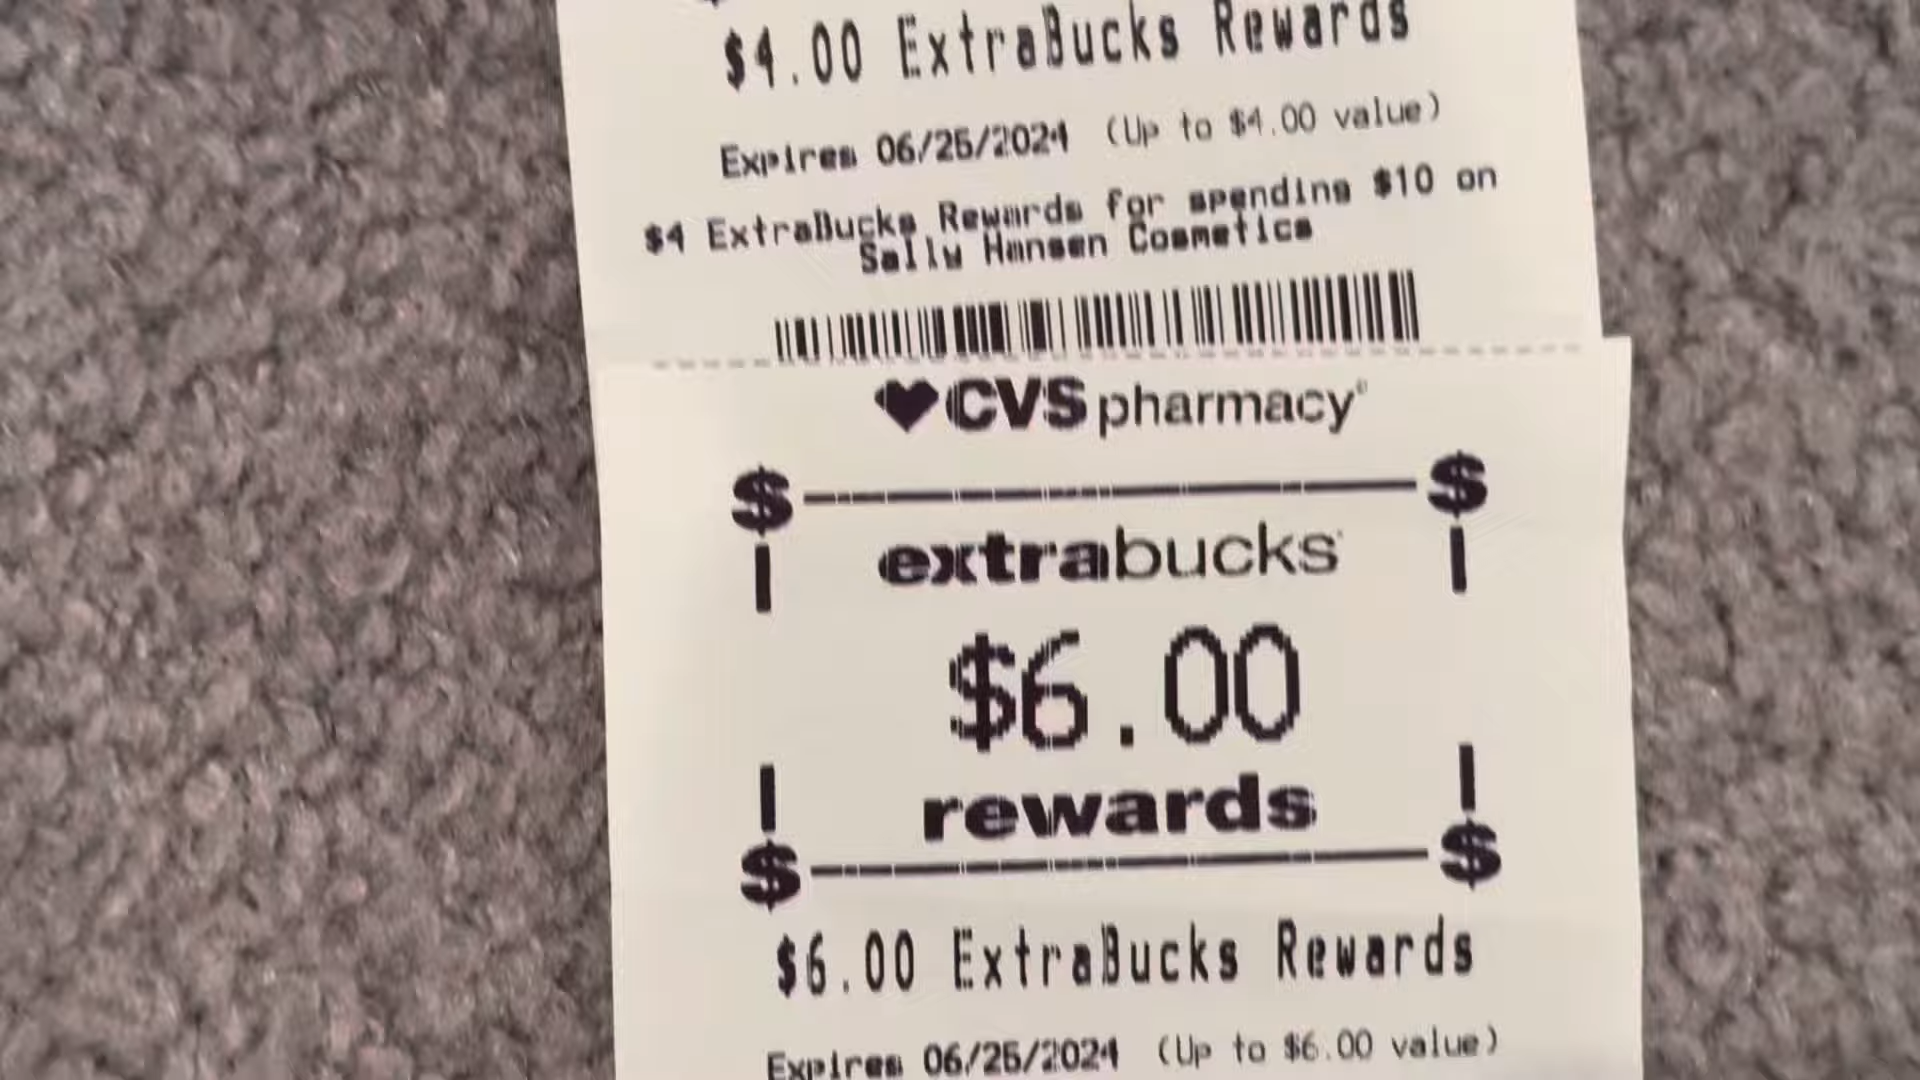 $4.00 ExtraBucks Rewards
Expires 06/25/2024 (Up to $4.00 value)
$4 ExtraBucks Rewards for spending $10 on
Sally Hansen Cosmetics
CVS pharmacy®
$ $
extrabucks
$6.00
rewards
$ $
$6.00 ExtraBucks Rewards
Expires 06/25/2024 (Up to $6.00 value)